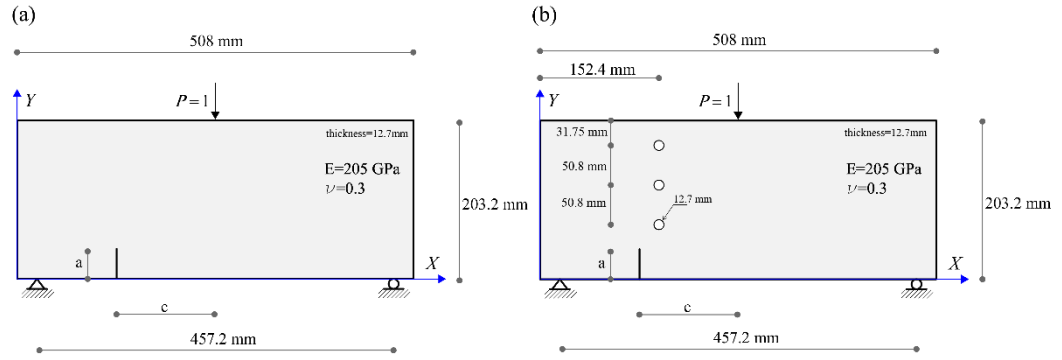 (a)
508 mm
Y
P=1
thickness=12.7mm
E=205 GPa
ν=0.3
203.2 mm
a
X
c
457.2 mm
(b)
508 mm
152.4 mm
Y
P=1
31.75 mm
thickness=12.7mm
50.8 mm
E=205 GPa
ν=0.3
50.8 mm
12.7 mm
203.2 mm
a
X
c
457.2 mm